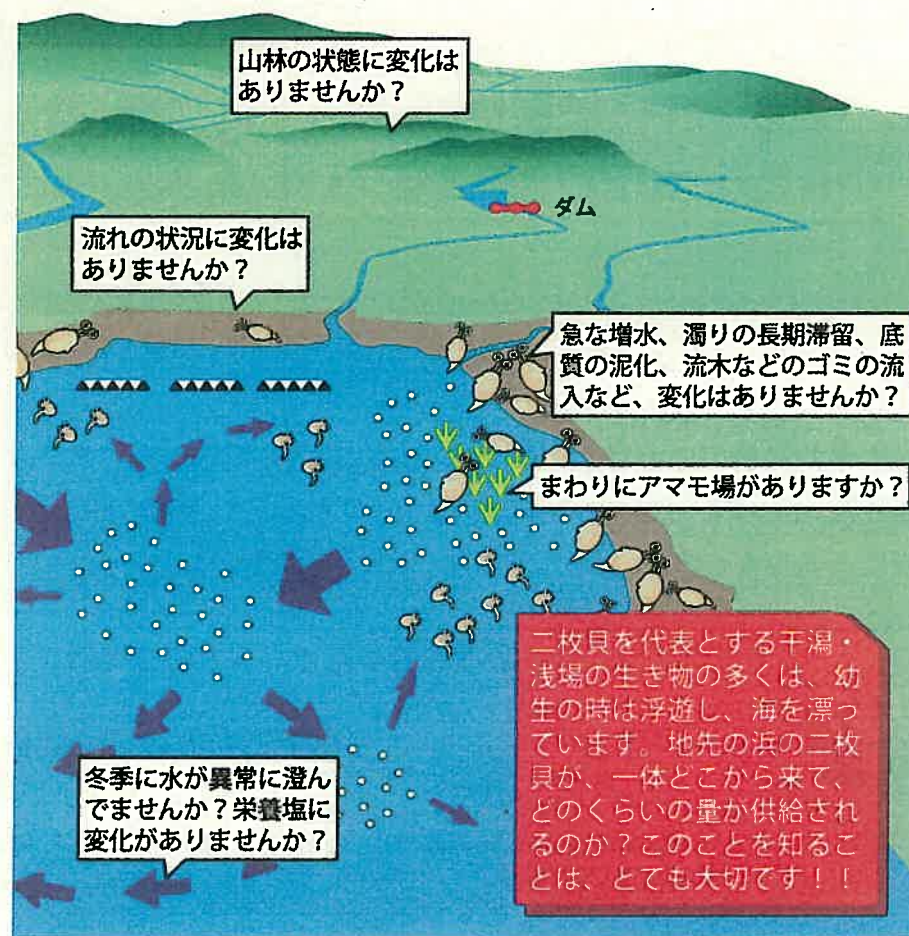 山林の状態に変化は
ありませんか？
ダム
流れの状況に変化は
ありませんか？
急な増水、濁りの長期滞留、底
質の泥化、流木などのゴミの流
入など、変化はありませんか？
まわりにアマモ場がありますか？
二枚貝を代表とする干潟・
浅場の生き物の多くは、幼
生の時は浮遊し、海を漂っ
ています。地先の浜の二枚
貝が、一体どこから来て、
どのくらいの量が供給され
るのか？このことを知るこ
とは、とても大切です！！
冬季に水が異常に澄ん
でませんか？栄養塩に
変化がありませんか？